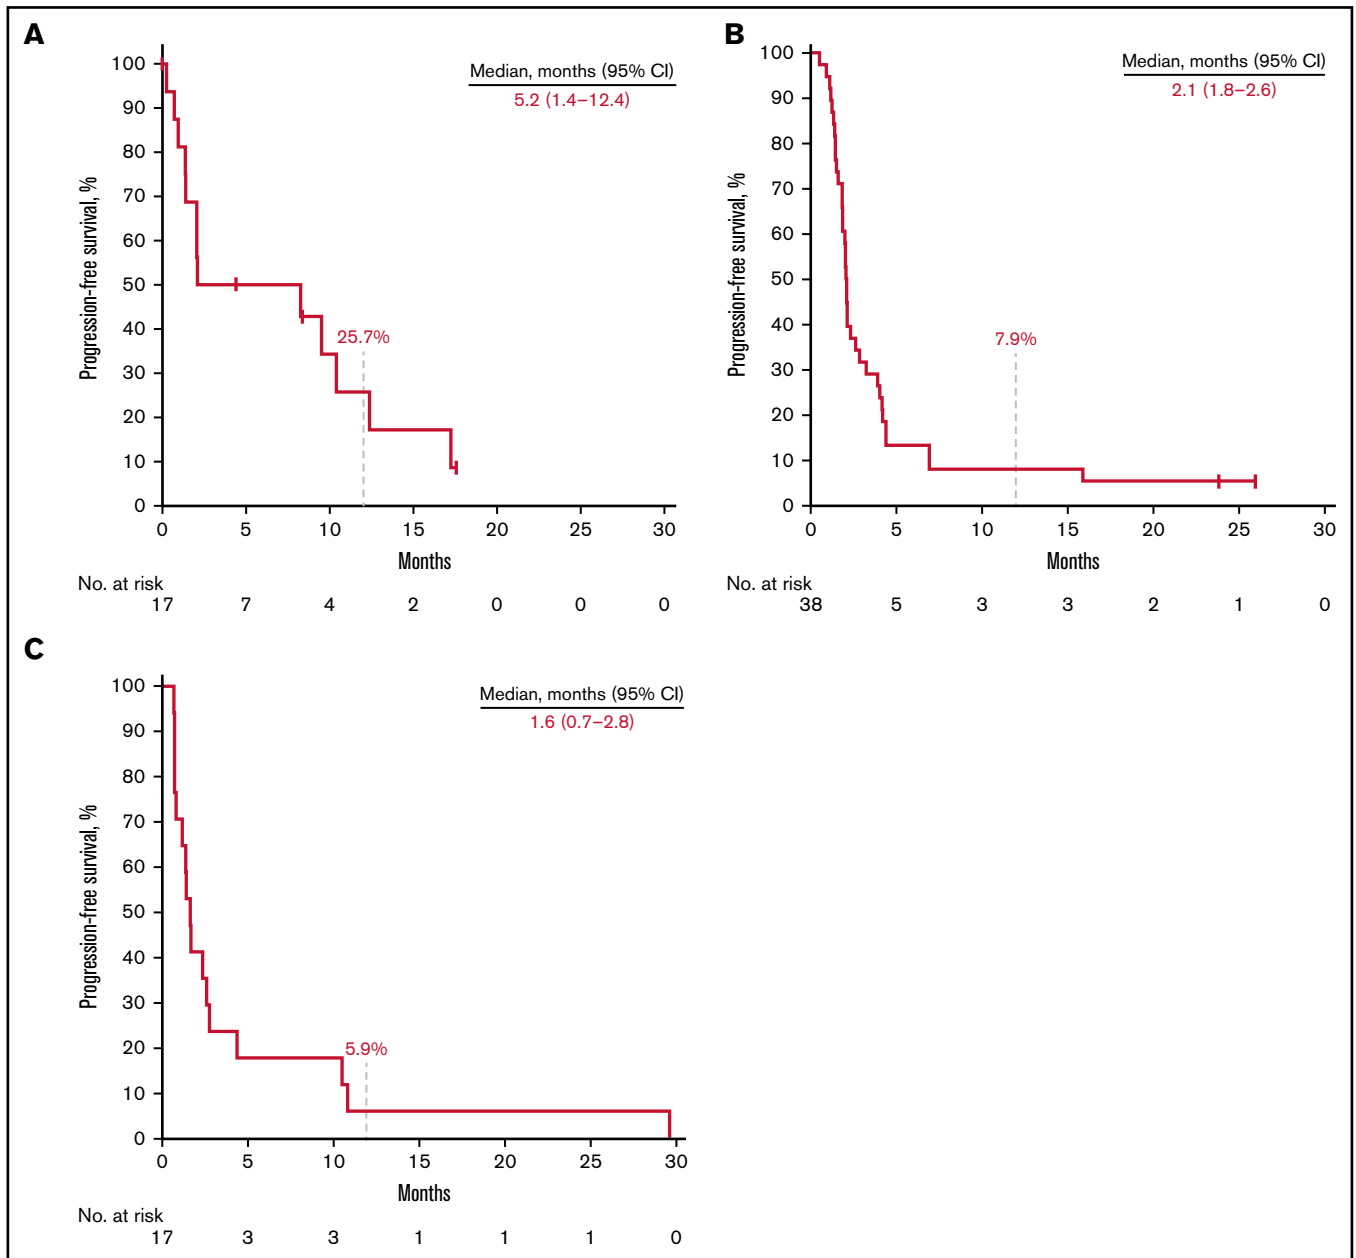 A
Median, months (95% CI)
5.2 (1.4–12.4)
Progression-free survival, %
100
90
80
70
60
50
40
30
20
10
0
25.7%
0 5 10 15 20 25 30
Months
No. at risk
17 7 4 2 0 0 0
B
Median, months (95% CI)
2.1 (1.8–2.6)
Progression-free survival, %
100
90
80
70
60
50
40
30
20
10
0
7.9%
0 5 10 15 20 25 30
Months
No. at risk
38 5 3 3 2 1 0
C
Median, months (95% CI)
1.6 (0.7–2.8)
Progression-free survival, %
100
90
80
70
60
50
40
30
20
10
0
5.9%
0 5 10 15 20 25 30
Months
No. at risk
17 3 3 1 1 1 0